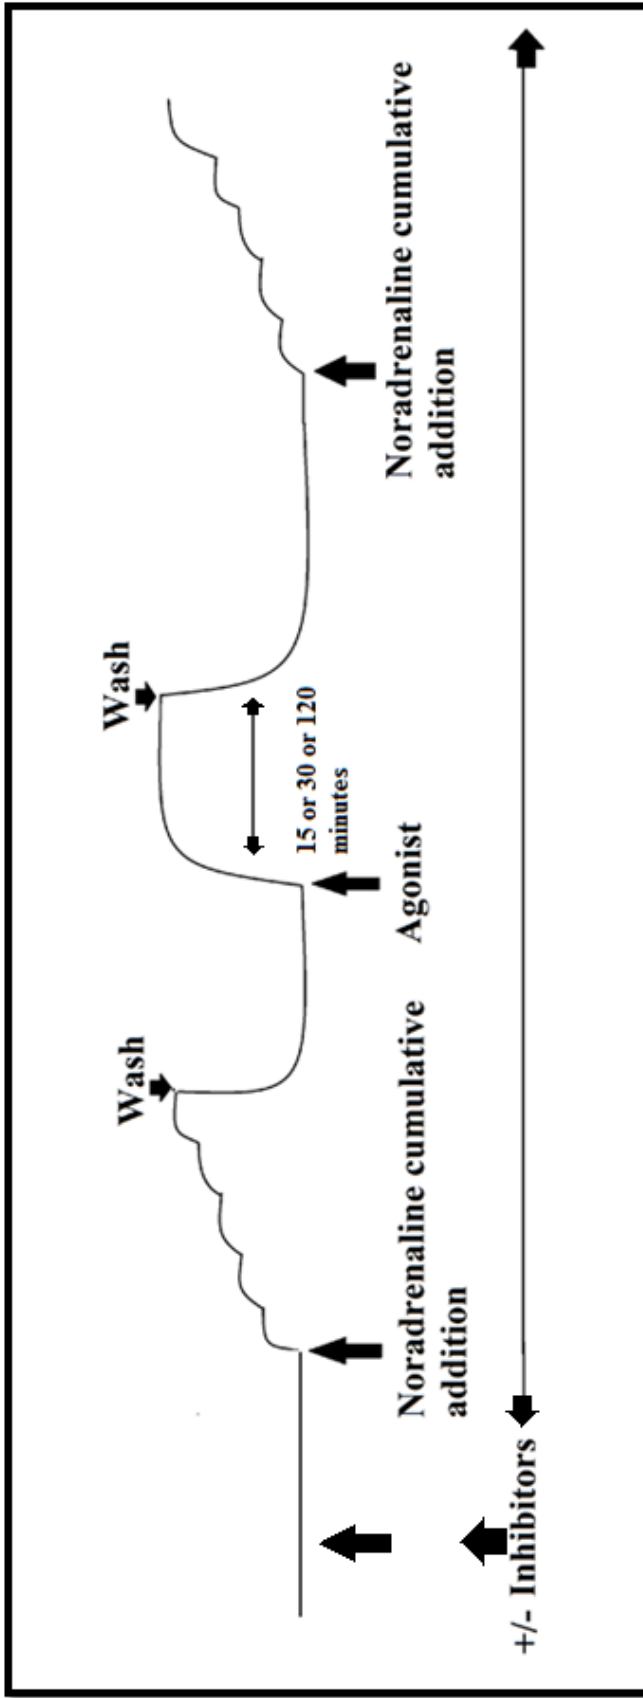 Wash
Wash
15 or 30 or 120
minutes
Noradrenaline cumulative
addition
Agonist
Noradrenaline cumulative
addition
+/- Inhibitors